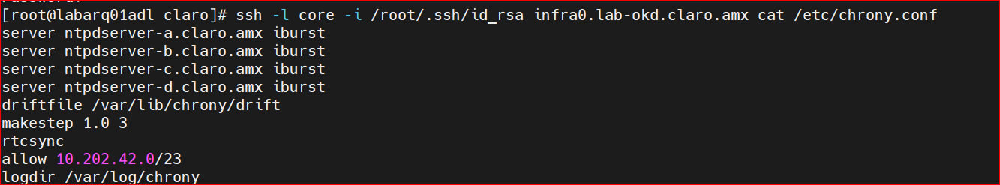 [root@labarq01adl claro]# ssh -l core -i /root/.ssh/id_rsa infra0.lab-okd.claro.amx cat /etc/chrony.conf
server ntpdserver-a.claro.amx iburst
server ntpdserver-b.claro.amx iburst
server ntpdserver-c.claro.amx iburst
server ntpdserver-d.claro.amx iburst
driftfile /var/lib/chrony/drift
makestep 1.0 3
rtcsync
allow 10.202.42.0/23
logdir /var/log/chrony